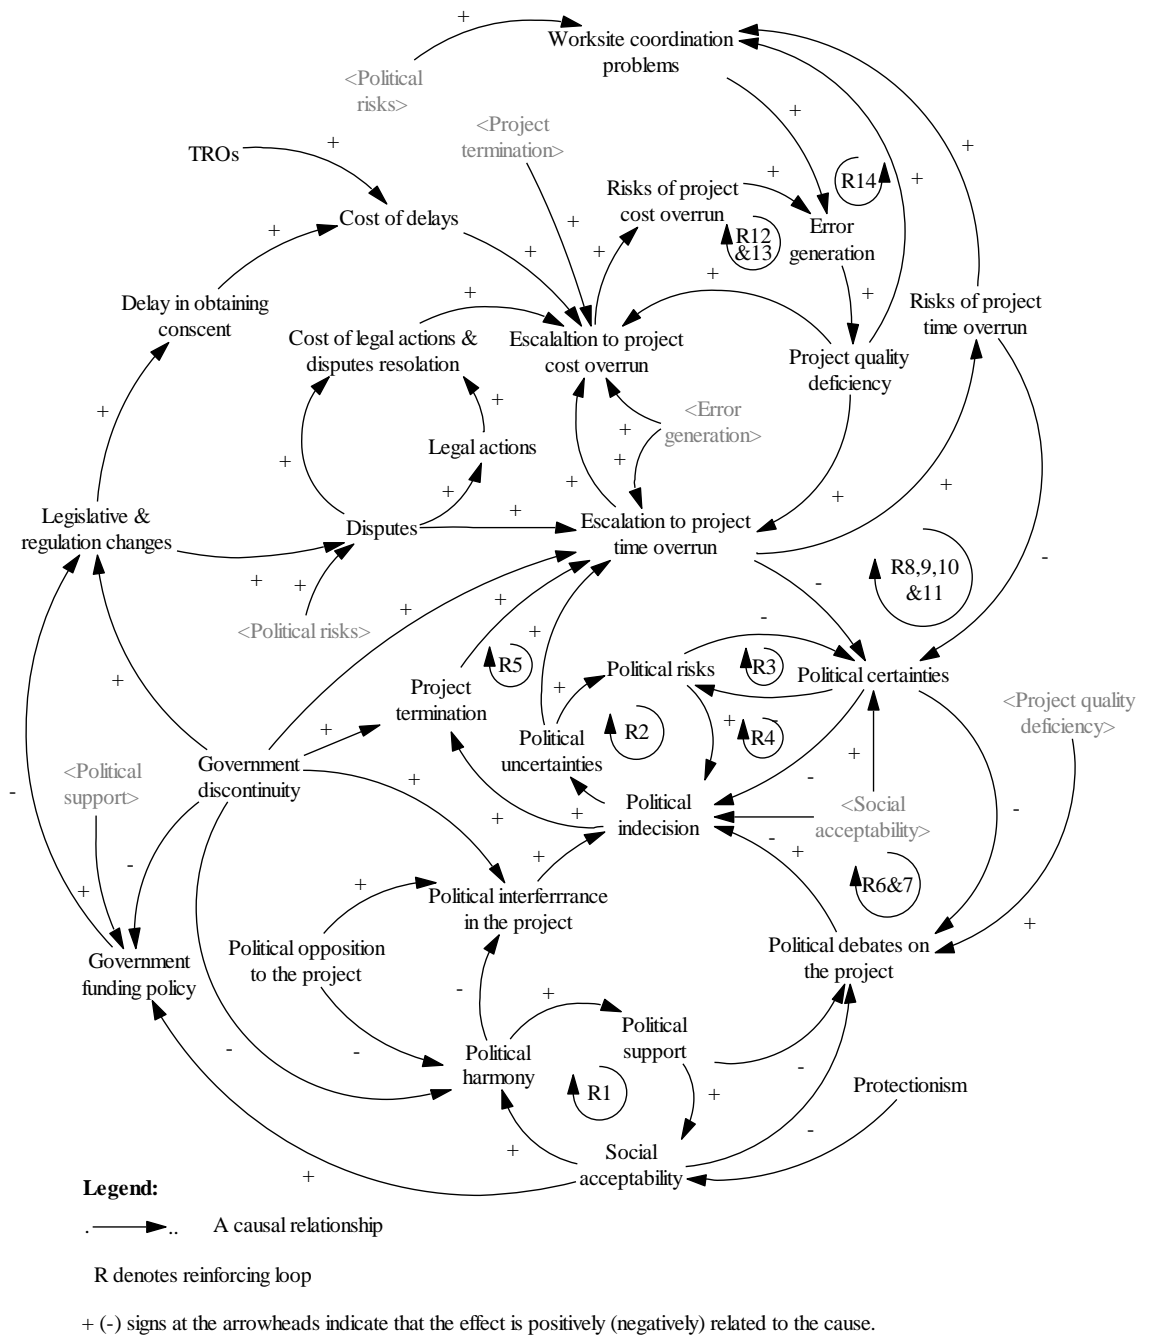 +
Worksite coordination
problems
<Political
risks>
+
<Project
termination>
+
TROs
+
+
R14
+
Risks of project
cost overrun
+
Cost of delays
Error
generation
R12
&13
+
+
+
+
+
+
+
Delay in obtaining
conscent
Risks of project
time overrun
Cost of legal actions &
disputes resolation
Escalaltion to project
cost overrun
Project quality
deficiency
+
+
<Error
generation>
+
Legal actions
+
+
+
+
+
+
+
Legislative &
regulation changes
Disputes
+
Escalation to project
time overrun
-
R8,9,10
&11
+
+
-
+
+
-
<Political risks>
+
R5
Political risks
R3
Political certainties
+
Project
termination
+
<Project quality
deficiency>
+
-
R2
R4
+
Political
uncertainties
+
Government
discontinuity
<Political
support>
+
-
-
Political
indecision
<Social
acceptability>
-
+
+
-
+
-
+
+
R6&7
+
Political interferrrance
in the project
+
Political opposition
to the project
Political debates on
the project
Government
funding policy
-
+
Political
support
-
-
Political
harmony
-
R1
+
Protectionism
-
+
Social
acceptability
+
Legend:
. .. A causal relationship
R denotes reinforcing loop
+ (-) signs at the arrowheads indicate that the effect is positively (negatively) related to the cause.